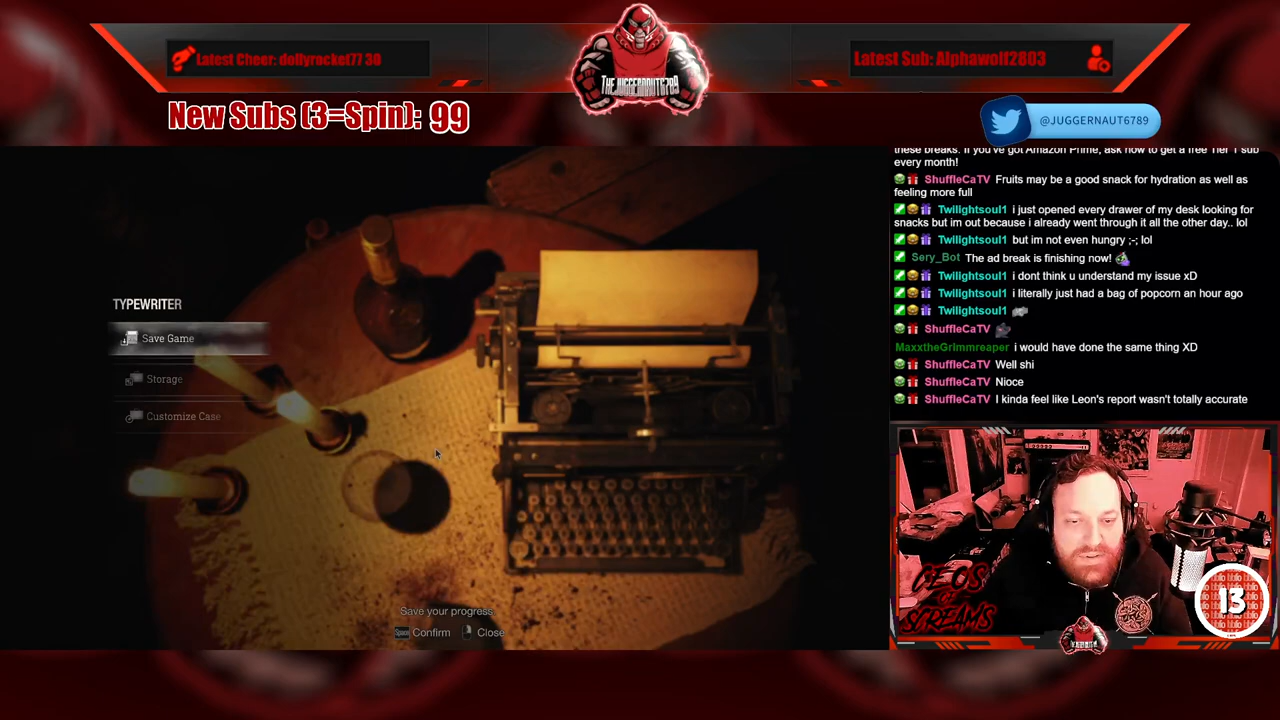 Latest Cheer: dollyrocket77 30
THEJUGGERNAUT6789
Latest Sub: Alphawolf2803
New Subs (3=Spin): 99
@JUGGERNAUT6789
these breaks. If you've got Amazon Prime, ask how to get a free Tier 1 sub
every month!
ShuffleCaTV Fruits may be a good snack for hydration as well as
feeling more full
Twilightsoul1 i just opened every drawer of my desk looking for
snacks but im out because i already went through it all the other day.. lol
Twilightsoul1 but im not even hungry ;-; lol
Sery_Bot The ad break is finishing now!
Twilightsoul1 i dont think u understand my issue xD
Twilightsoul1 i literally just had a bag of popcorn an hour ago
Twilightsoul1
ShuffleCaTV
MaxxtheGrimmreaper i would have done the same thing XD
ShuffleCaTV Well shi
ShuffleCaTV Nioce
ShuffleCaTV I kinda feel like Leon's report wasn't totally accurate
TYPEWRITER
Save Game
Storage
Customize Case
Save your progress
Space Confirm Close
GEOS
OF
SCREAMS
13